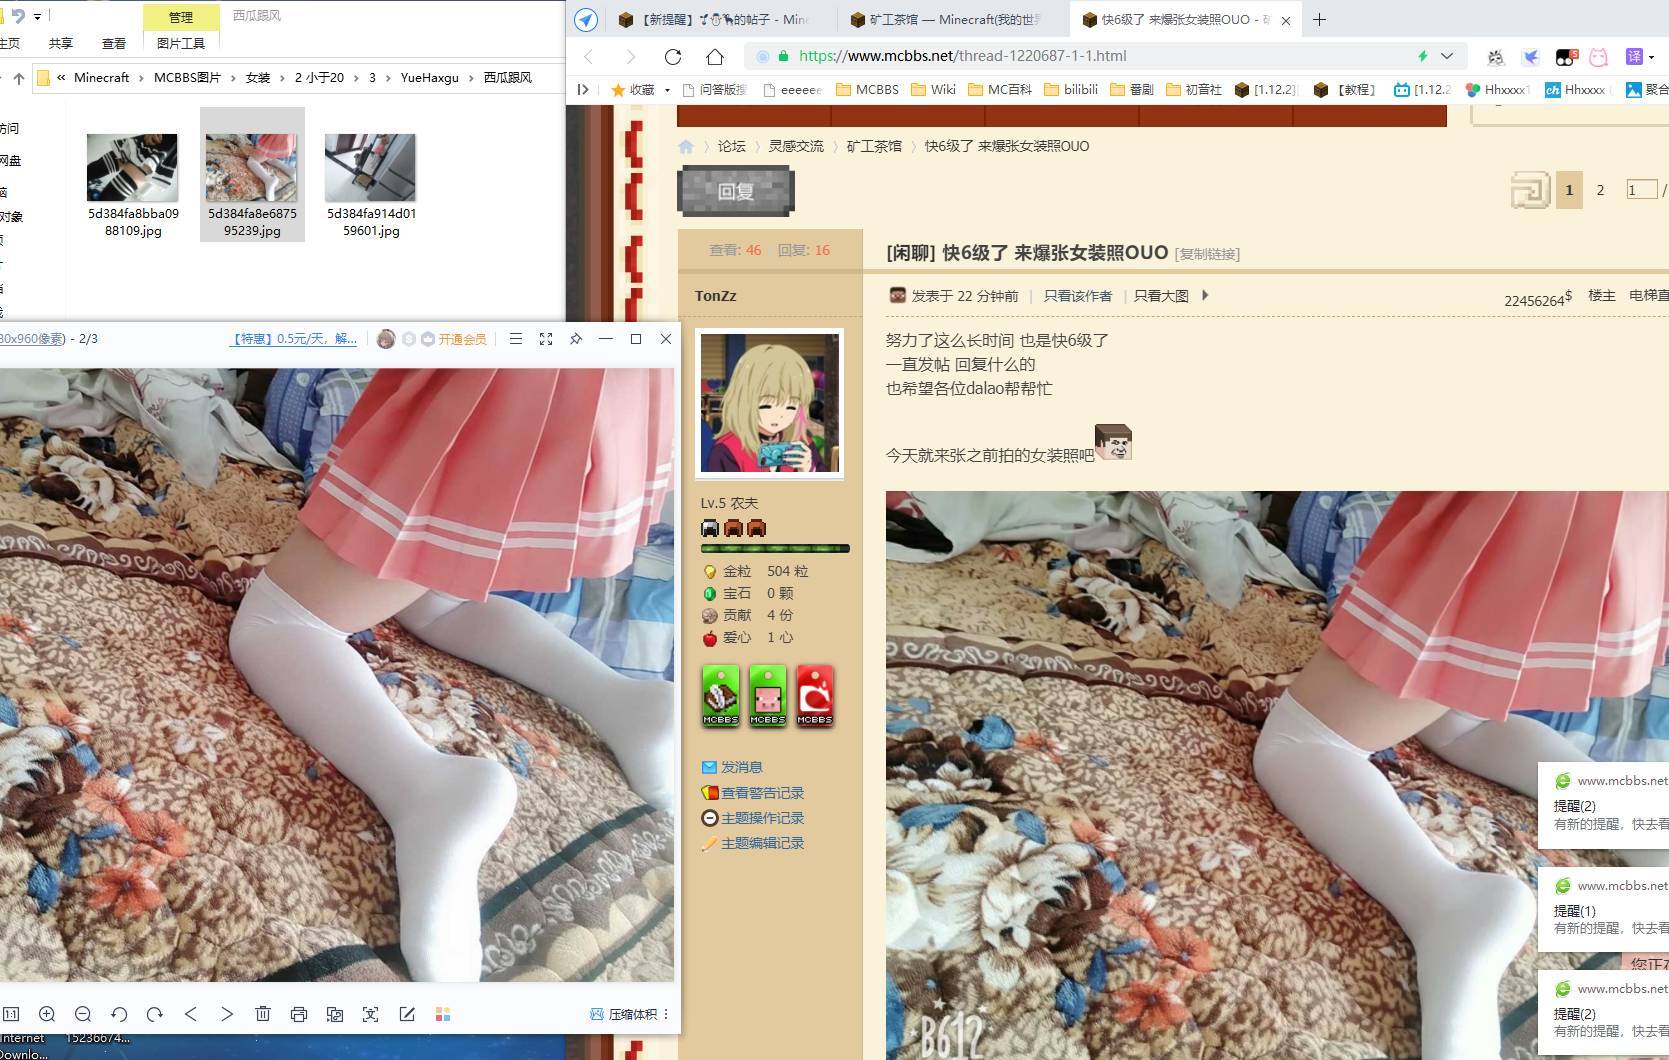 管理
西瓜跟风
主页
共享
查看
图片工具
« Minecraft › MCBBS图片 › 女装 › 2 小于20 › 3 › YueHaxgu › 西瓜跟风
访问
网盘
脑
对象
5d384fa8bba09
88109.jpg
5d384fa8e6875
95239.jpg
5d384fa914d01
59601.jpg
80x960像素) - 2/3
【特惠】0.5元/天，解...
开通会员
压缩体积
Internet
15236674...
Downlo...
的帖子 - Minec
矿工茶馆 — Minecraft(我的世界
快6级了 来爆张女装照OUO - 矿
https://www.mcbbs.net/thread-1220687-1-1.html
译
收藏
问答版
eeeeee
MCBBS
Wiki
MC百科
bilibili
番剧
初音社
[1.12.2]
【教程】
[1.12.2
Hhxxx1
ch
Hhxxxx
聚合
论坛
灵感交流
矿工茶馆
快6级了 来爆张女装照OUO
回复
1
2
1
/
查看: 46
回复: 16
[闲聊] 快6级了 来爆张女装照OUO [复制链接]
TonZz
发表于 22 分钟前
只看该作者
只看大图
22456264$
楼主
电梯直
努力了这么长时间 也是快6级了
一直发帖 回复什么的
也希望各位dalao帮帮忙
今天就来张之前拍的女装照吧
Lv.5 农夫
金粒 504 粒
宝石 0 颗
贡献 4 份
爱心 1 心
MCBBS
MCBBS
MCBBS
发消息
查看警告记录
主题操作记录
主题编辑记录
B612
www.mcbbs.net
提醒(2)
有新的提醒，快去看
www.mcbbs.net
提醒(1)
有新的提醒，快去看
您正在
www.mcbbs.net
提醒(2)
有新的提醒，快去看